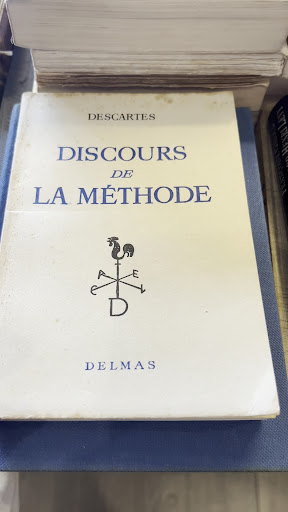 DESCARTES
DISCOURS
DE
LA MÉTHODE
A E
D
DELMAS